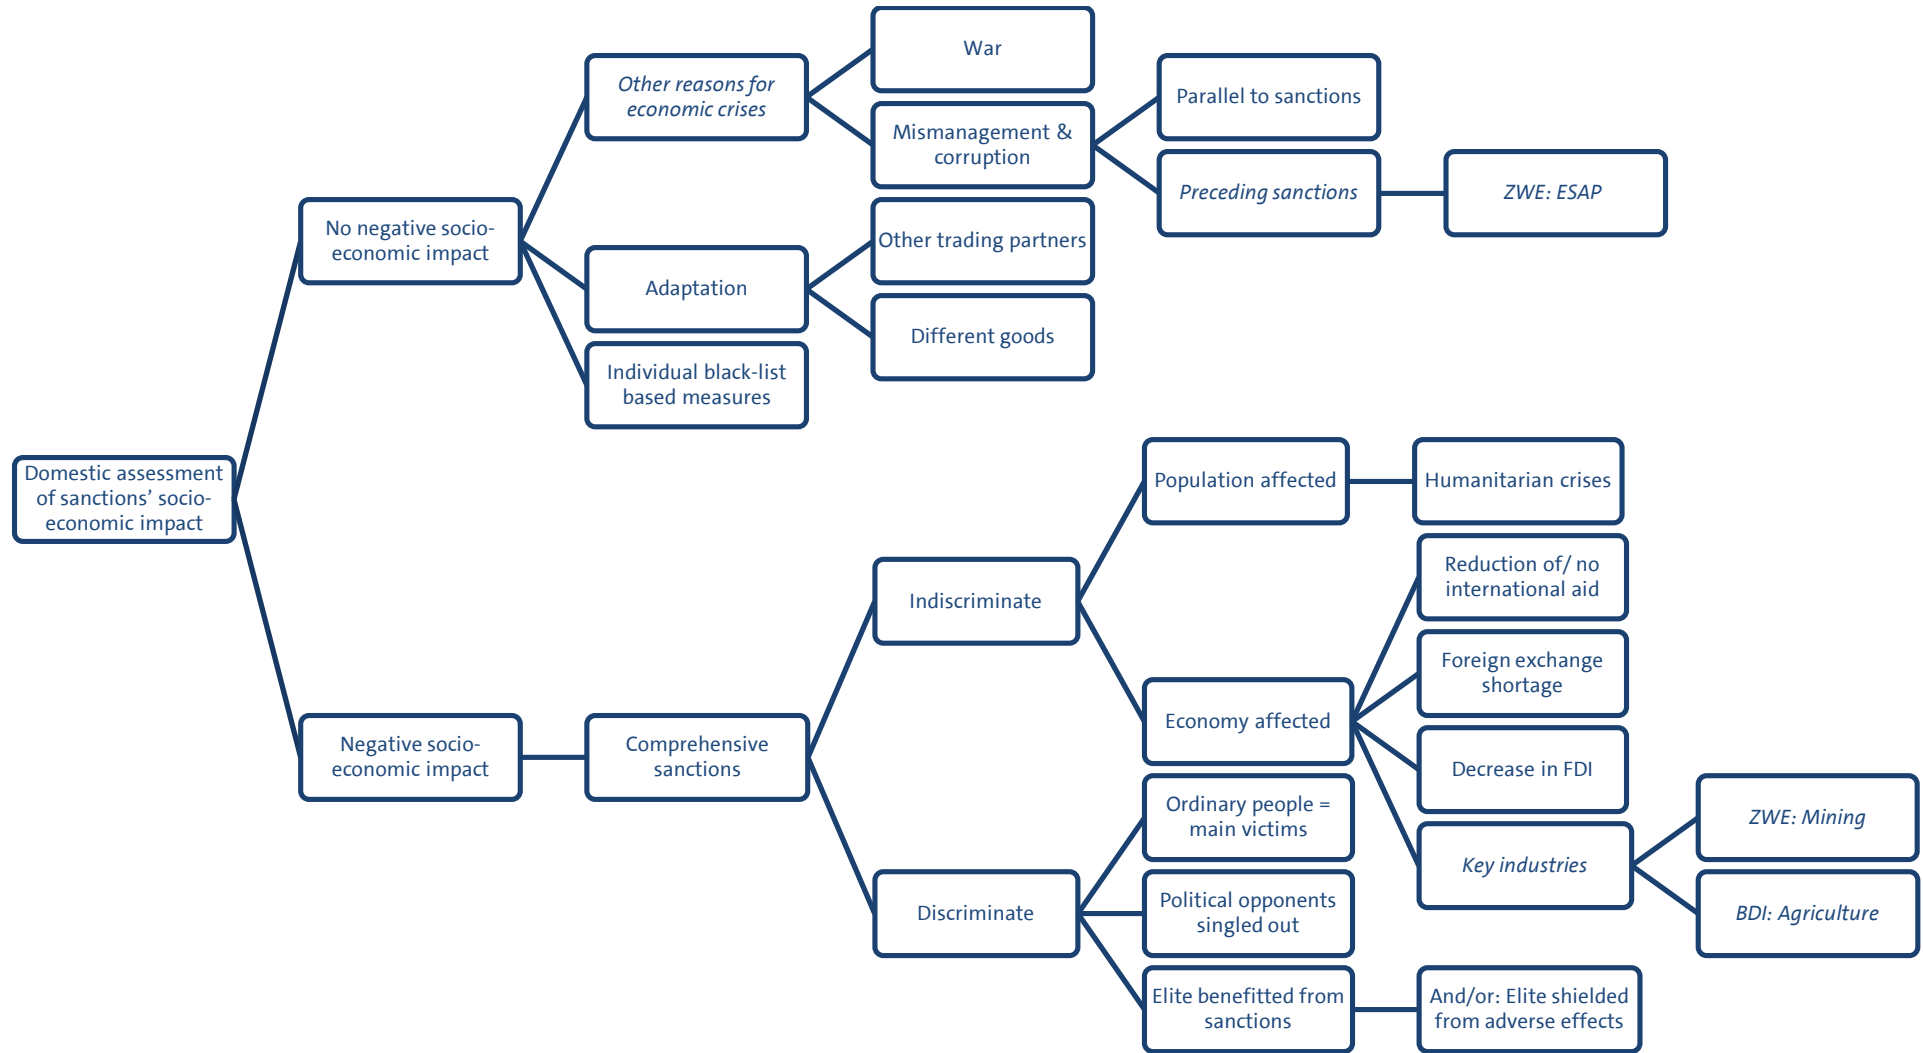 War
Other reasons for
economic crises
Parallel to sanctions
Mismanagement &
corruption
Preceding sanctions
ZWE: ESAP
No negative socio-
economic impact
Other trading partners
Adaptation
Different goods
Individual black-list
based measures
Domestic assessment
of sanctions’ socio-
economic impact
Population affected
Humanitarian crises
Reduction of/ no
international aid
Indiscriminate
Foreign exchange
shortage
Economy affected
Negative socio-
economic impact
Comprehensive
sanctions
Decrease in FDI
Ordinary people =
main victims
ZWE: Mining
Key industries
Discriminate
Political opponents
singled out
BDI: Agriculture
Elite benefitted from
sanctions
And/or: Elite shielded
from adverse effects